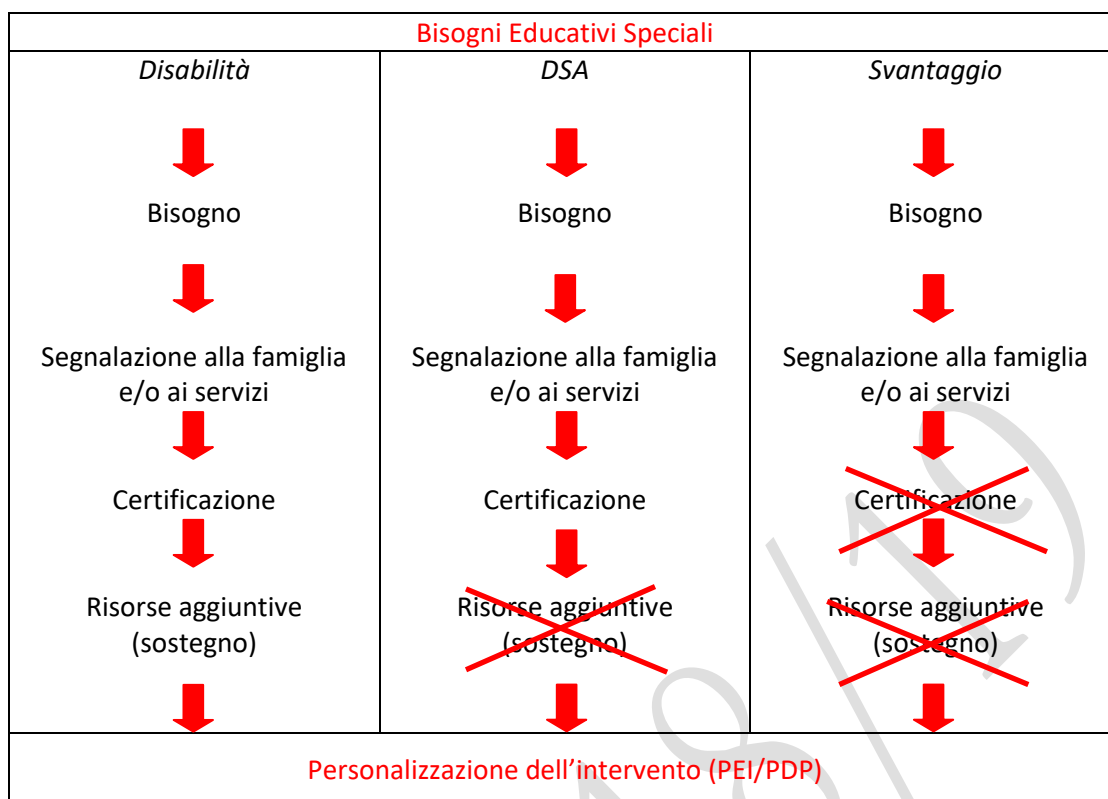 Bisogni Educativi Speciali
Disabilità
DSA
Svantaggio
Bisogno
Bisogno
Bisogno
Segnalazione alla famiglia
e/o ai servizi
Segnalazione alla famiglia
e/o ai servizi
Segnalazione alla famiglia
e/o ai servizi
Certificazione
Certificazione
Certificazione
Risorse aggiuntive
(sostegno)
Risorse aggiuntive
(sostegno)
Risorse aggiuntive
(sostegno)
Personalizzazione dell’intervento (PEI/PDP)
8/19